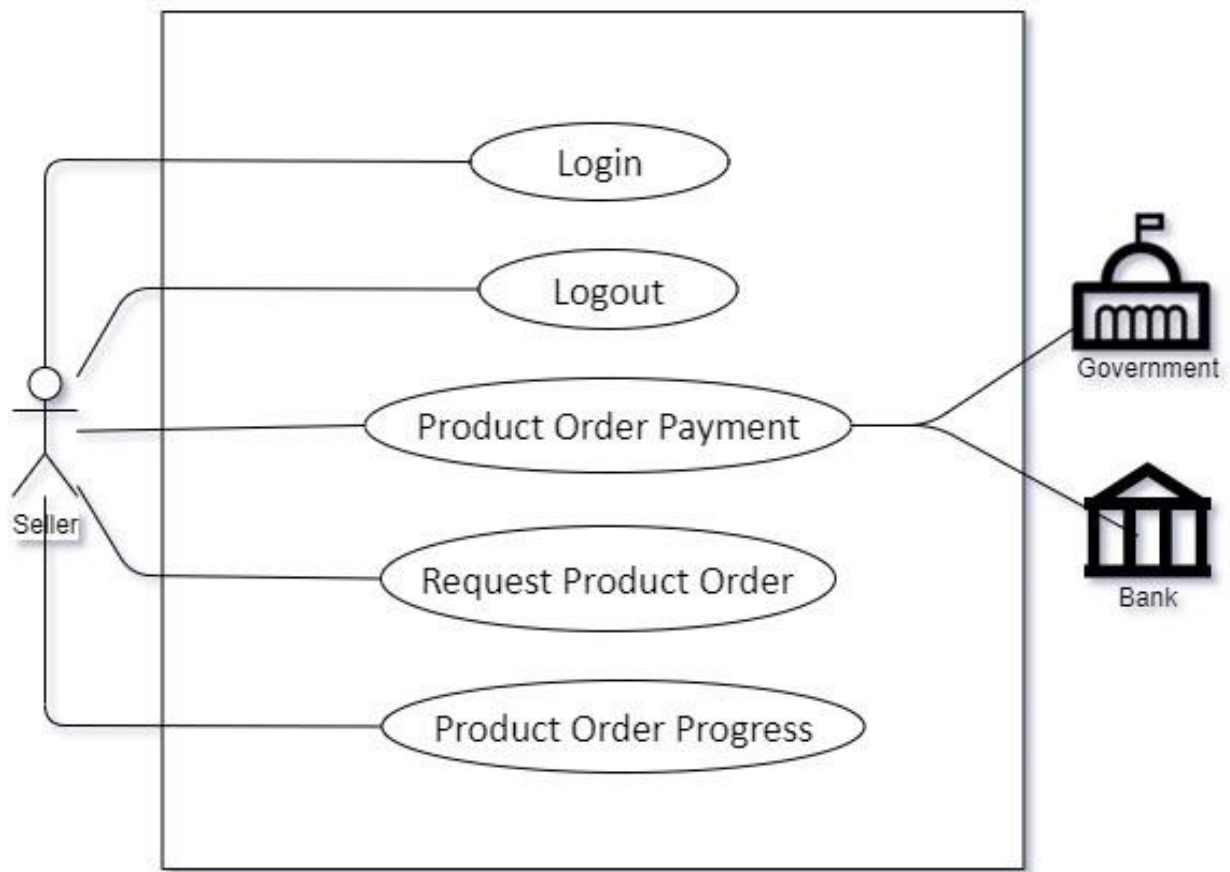 Login
Logout
Government
Product Order Payment
Seller
Request Product Order
Bank
Product Order Progress